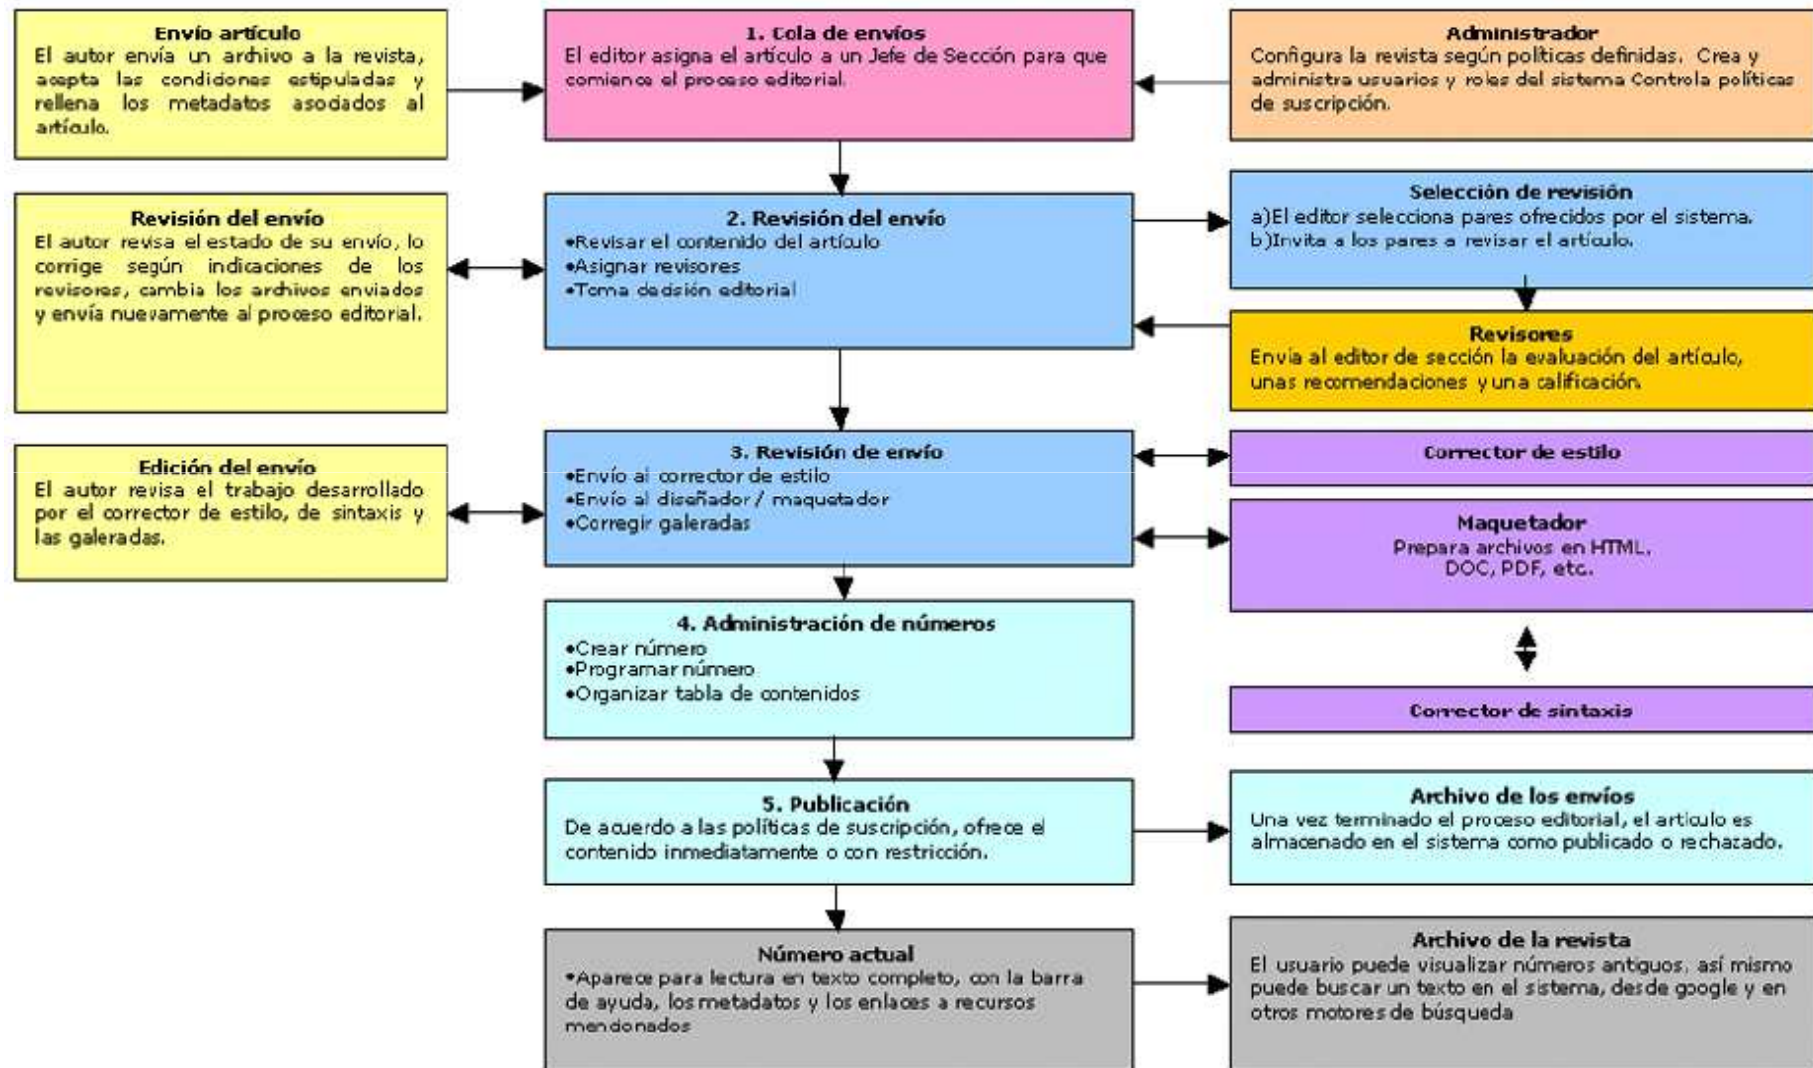 Envío artículo
El autor envía un archivo a la revista,
acepta las condiciones estipuladas y
rellena los metadatos asociados al
artículo.
1. Cola de envíos
El editor asigna el artículo a un Jefe de Sección para que
comience el proceso editorial.
Administrador
Configura la revista según políticas definidas. Crea y
administra usuarios y roles del sistema Controla políticas
de suscripción.
Revisión del envío
El autor revisa el estado de su envío, lo
corrige según indicaciones de los
revisores, cambia los archivos enviados
y envía nuevamente al proceso editorial.
2. Revisión del envío
•Revisar el contenido del artículo
•Asignar revisores
•Toma decisión editorial
Selección de revisión
a)El editor selecciona pares ofrecidos por el sistema.
b)Invita a los pares a revisar el artículo.
Revisores
Envía al editor de sección la evaluación del artículo,
unas recomendaciones y una calificación.
Edición del envío
El autor revisa el trabajo desarrollado
por el corrector de estilo, de sintaxis y
las galeradas.
3. Revisión de envío
•Envío al corrector de estilo
•Envío al diseñador / maquetador
•Corregir galeradas
Corrector de estilo
Maquetador
Prepara archivos en HTML,
DOC, PDF, etc.
Corrector de sintaxis
4. Administración de números
•Crear número
•Programar número
•Organizar tabla de contenidos
5. Publicación
De acuerdo a las políticas de suscripción, ofrece el
contenido inmediatamente o con restricción.
Archivo de los envíos
Una vez terminado el proceso editorial, el artículo es
almacenado en el sistema como publicado o rechazado.
Número actual
•Aparece para lectura en texto completo, con la barra
de ayuda, los metadatos y los enlaces a recursos
mencionados
Archivo de la revista
El usuario puede visualizar números antiguos, así mismo
puede buscar un texto en el sistema, desde google y en
otros motores de búsqueda